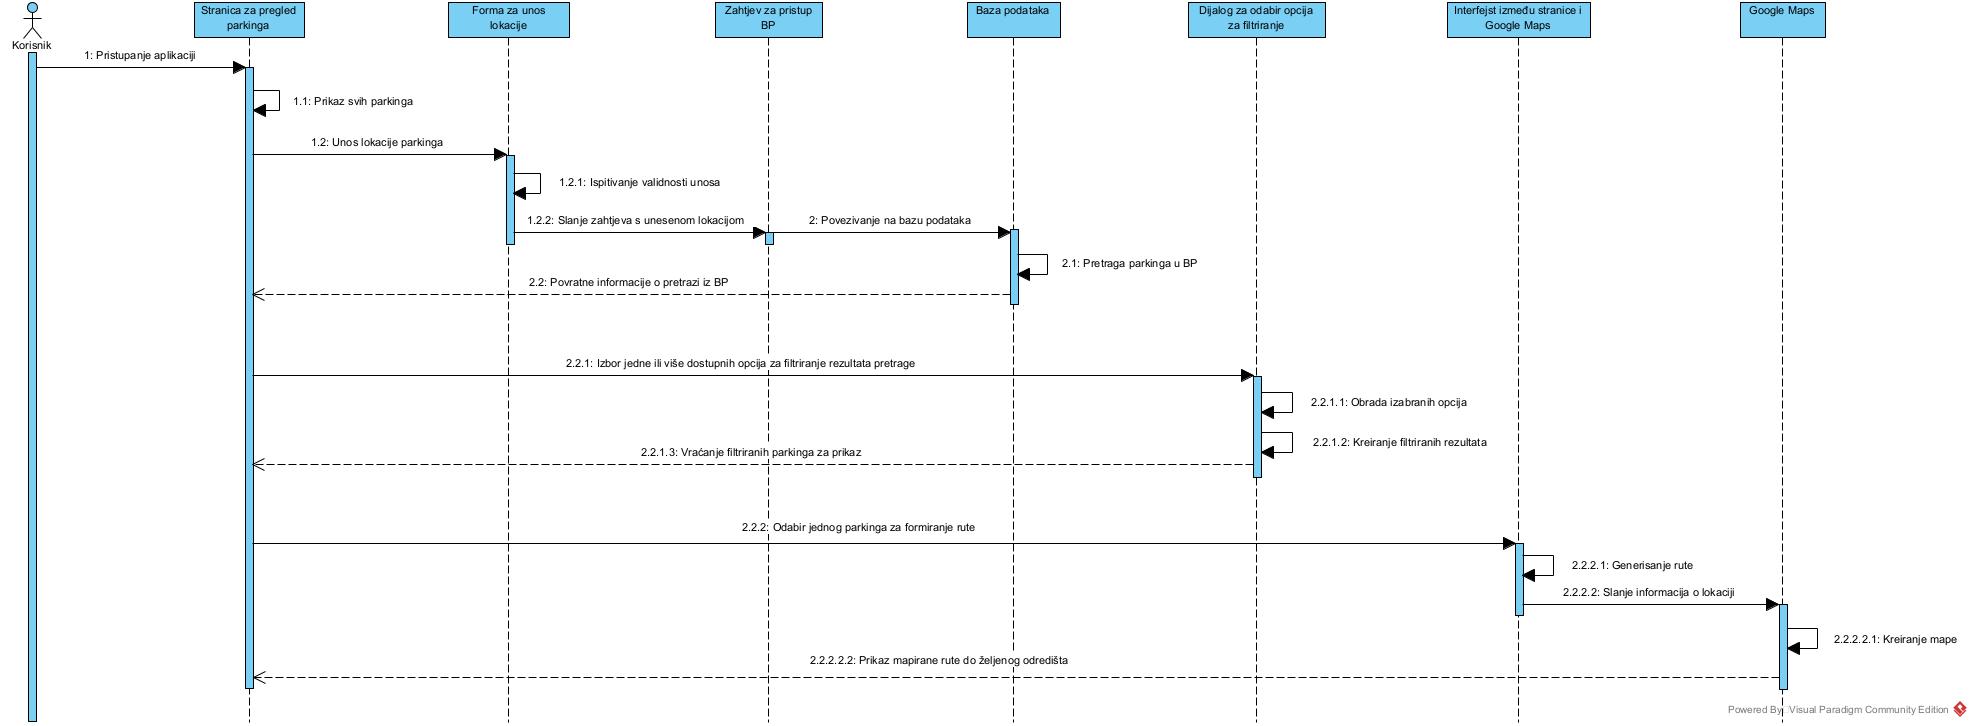 Korisnik
Stranica za pregled
parkinga
Forma za unos
lokacije
Zahtjev za pristup
BP
Baza podataka
Dijalog za odabir opcija
za filtriranje
Interfejst između stranice i
Google Maps
Google Maps
1: Pristupanje aplikaciji
1.1: Prikaz svih parkinga
1.2: Unos lokacije parkinga
1.2.1: Ispitivanje validnosti unosa
1.2.2: Slanje zahtjeva s unesenom lokacijom
2: Povezivanje na bazu podataka
2.1: Pretraga parkinga u BP
2.2: Povratne informacije o pretrazi iz BP
2.2.1: Izbor jedne ili više dostupnih opcija za filtriranje rezultata pretrage
2.2.1.1: Obrada izabranih opcija
2.2.1.2: Kreiranje filtriranih rezultata
2.2.1.3: Vraćanje filtriranih parkinga za prikaz
2.2.2: Odabir jednog parkinga za formiranje rute
2.2.2.1: Generisanje rute
2.2.2.2: Slanje informacija o lokaciji
2.2.2.2.1: Kreiranje mape
2.2.2.2.2: Prikaz mapirane rute do željenog odredišta
Powered By: Visual Paradigm Community Edition